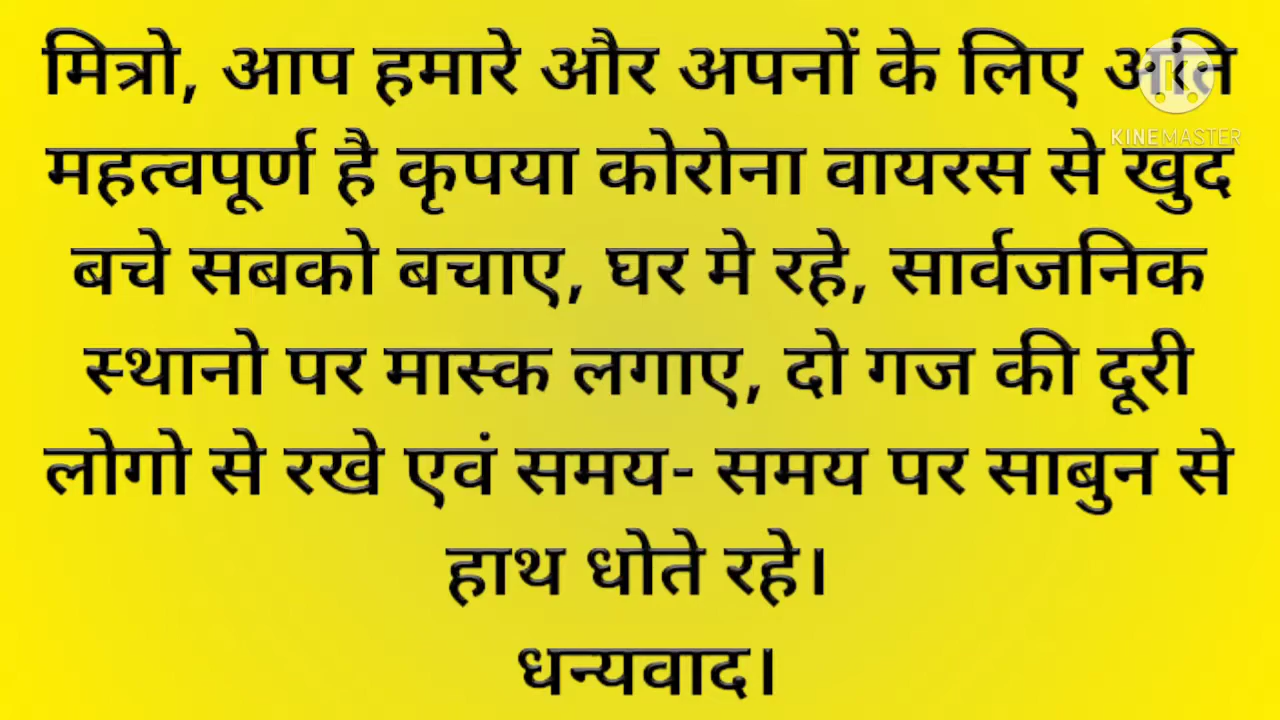 मित्रो, आप हमारे और अपनों के लिए अति
KINEMASTER
महत्वपूर्ण है कृपया कोरोना वायरस से खुद
बचे सबको बचाए, घर मे रहे, सार्वजनिक
स्थानो पर मास्क लगाए, दो गज की दूरी
लोगो से रखे एवं समय- समय पर साबुन से
हाथ धोते रहे।
धन्यवाद।